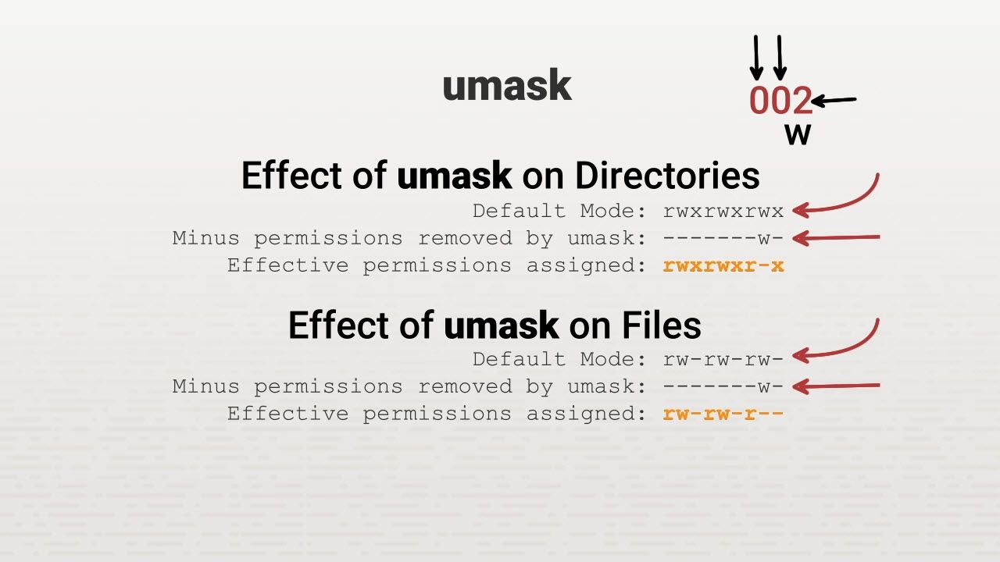 umask
002
w
Effect of umask on Directories
Default Mode: rwxrwxrwx
Minus permissions removed by umask: -------w-
Effective permissions assigned: rwxrwxr-x
Effect of umask on Files
Default Mode: rw-rw-rw-
Minus permissions removed by umask: -------w-
Effective permissions assigned: rw-rw-r--